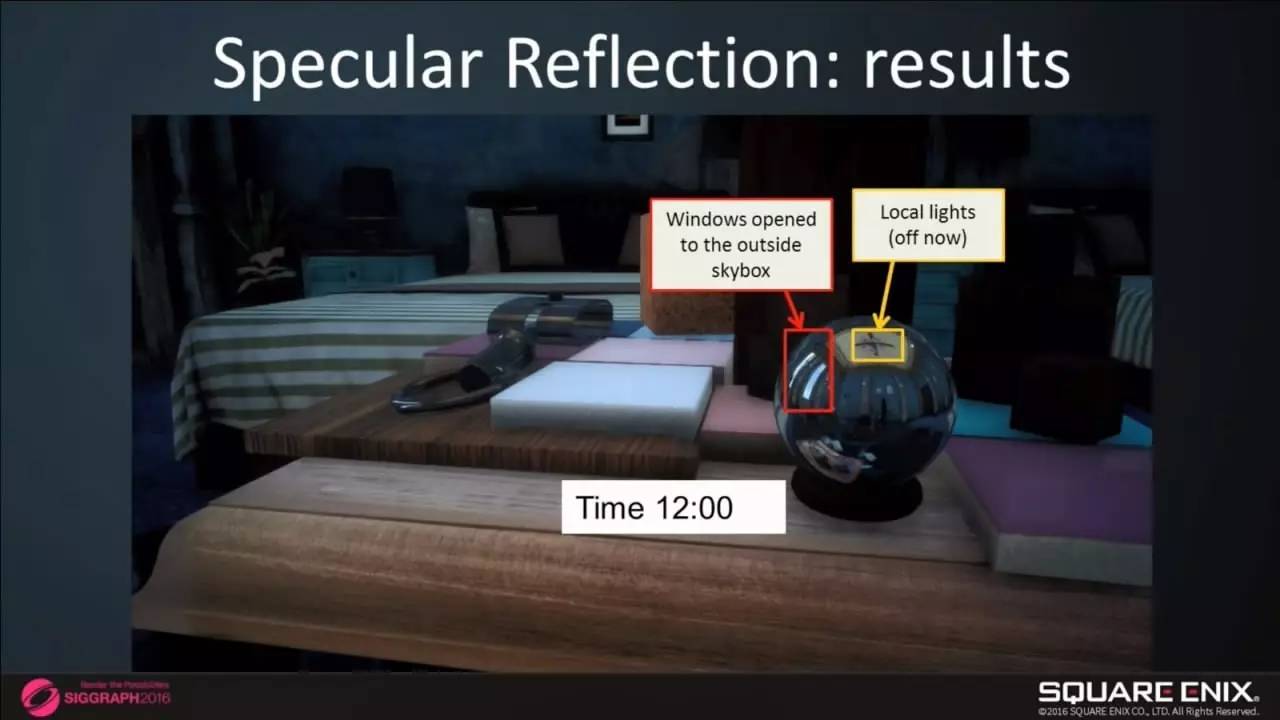 Specular Reflection: results
Windows opened
to the outside
skybox
Local lights
(off now)
Time 12:00
Render the Possibilities
SIGGRAPH2016
SQUARE ENIX.
©2016 SQUARE ENIX CO., LTD. All Rights Reserved.